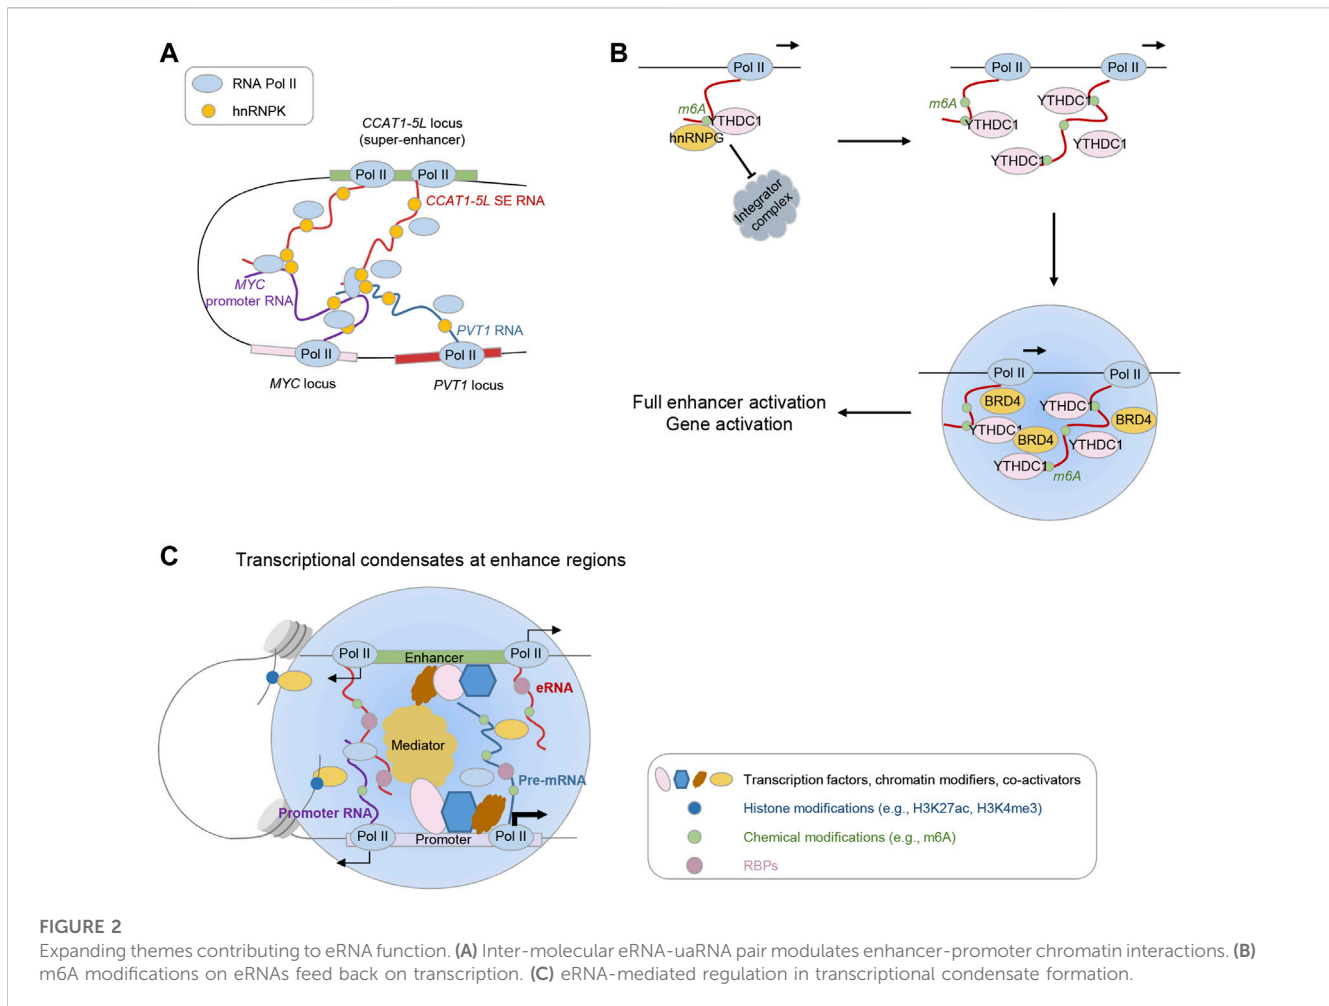 A
RNA Pol II
hnRNPK
CCAT1-5L locus
(super-enhancer)
Pol II
Pol II
CCAT1-5L SE RNA
MYC
promoter RNA
PVT1 RNA
Pol II
Pol II
MYC locus
PVT1 locus
B
Pol II
m6A
YTHDC1
hnRNPG
Integrator
complex
Pol II
Pol II
m6A
YTHDC1
YTHDC1
YTHDC1
YTHDC1
Pol II
Pol II
BRD4
YTHDC1
BRD4
YTHDC1
BRD4
YTHDC1
YTHDC1
m6A
Full enhancer activation
Gene activation
C
Transcriptional condensates at enhance regions
Pol II
Enhancer
Pol II
eRNA
Mediator
Pre-mRNA
Promoter RNA
Pol II
Promoter
Pol II
Transcription factors, chromatin modifiers, co-activators
Histone modifications (e.g., H3K27ac, H3K4me3)
Chemical modifications (e.g., m6A)
RBPs
FIGURE 2
Expanding themes contributing to eRNA function. (A) Inter-molecular eRNA-uaRNA pair modulates enhancer-promoter chromatin interactions. (B)
m6A modifications on eRNAs feed back on transcription. (C) eRNA-mediated regulation in transcriptional condensate formation.